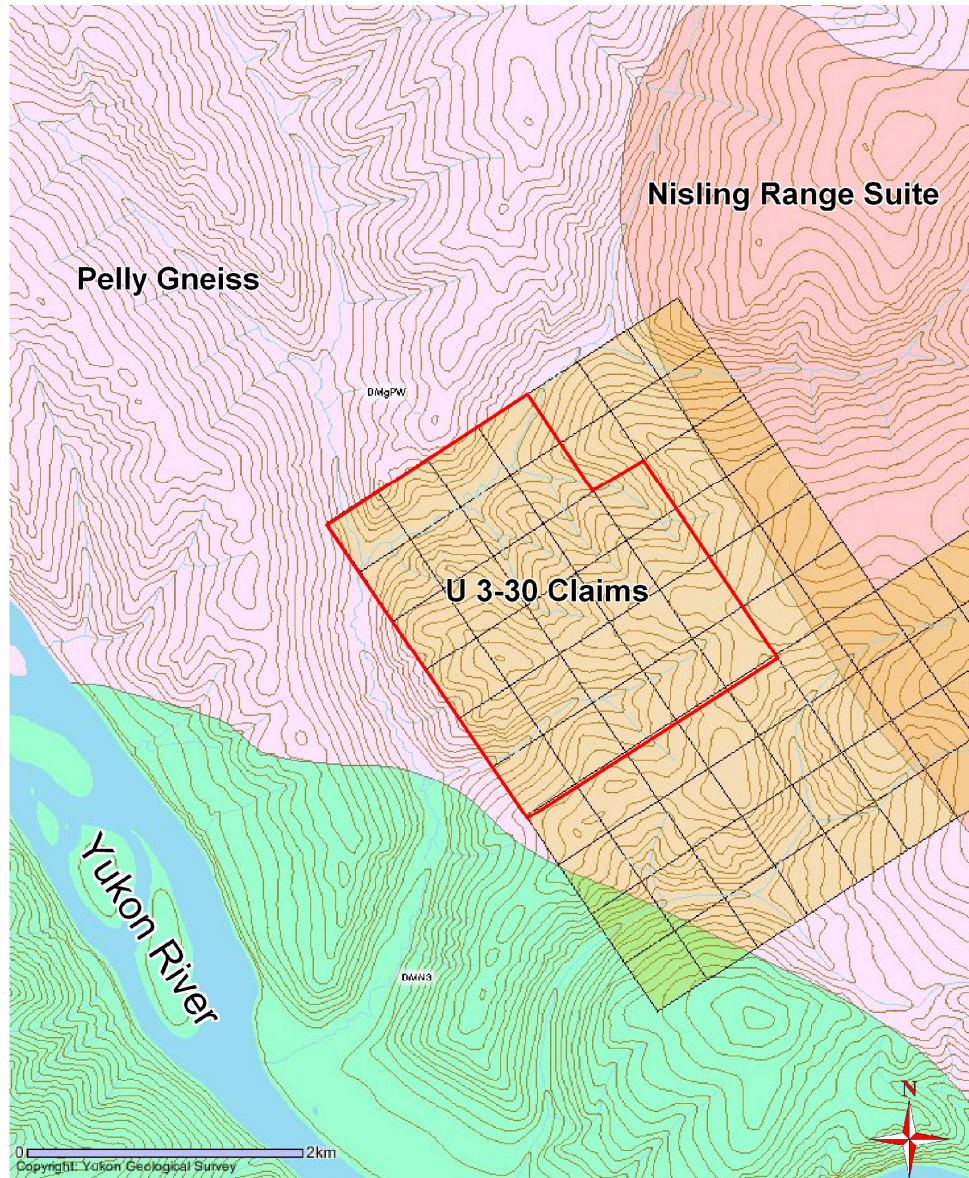 Nisling Range Suite
Pelly Gneiss
DMgPW
U 3-30 Claims
Yukon River
DMN3
N
0 2km
Copyright: Yukon Geological Survey